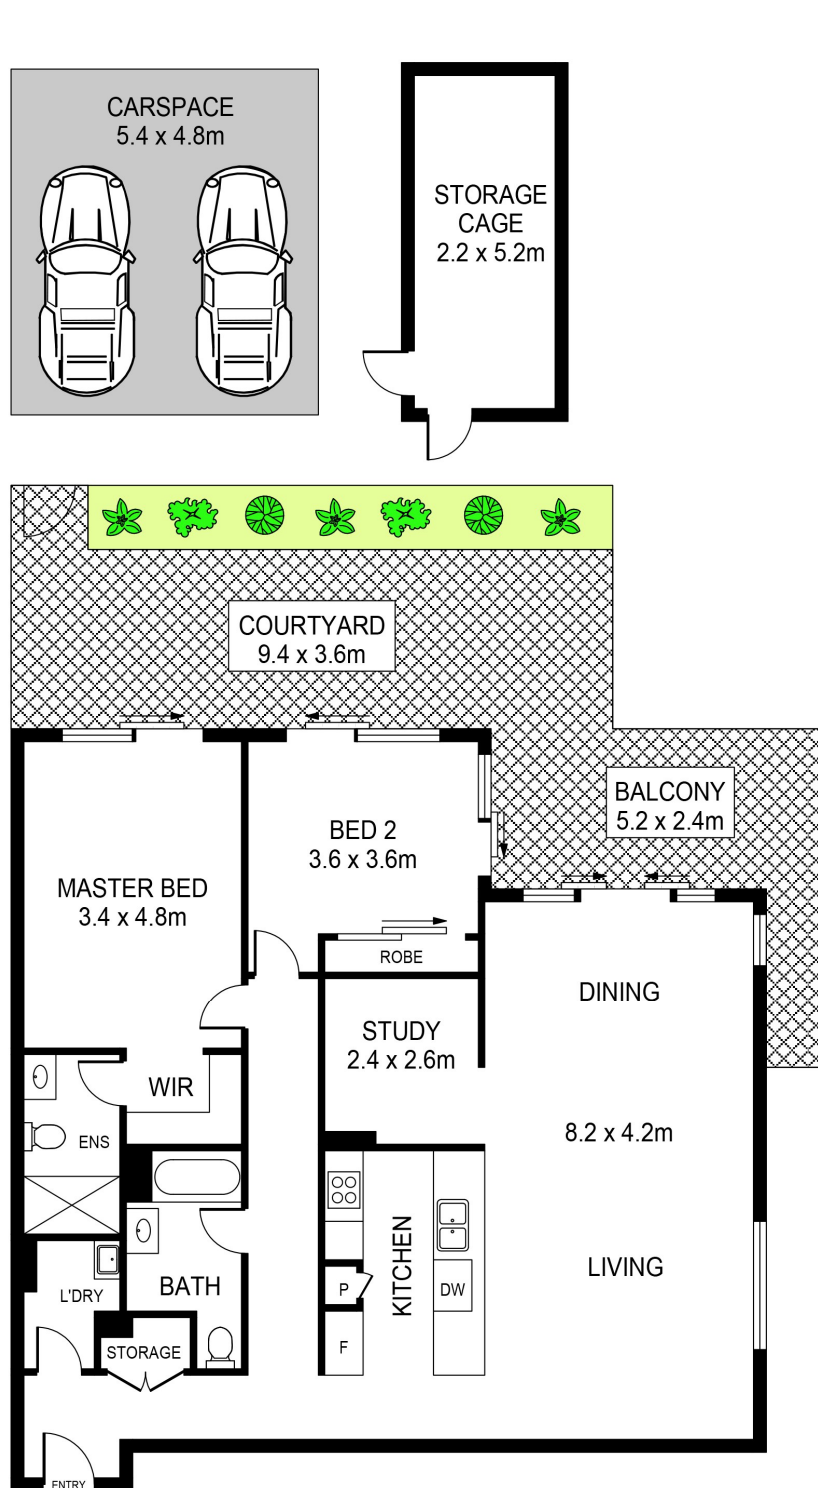 CARSPACE
5.4 x 4.8m
STORAGE
CAGE
2.2 x 5.2m
COURTYARD
9.4 x 3.6m
BALCONY
5.2 x 2.4m
BED 2
3.6 x 3.6m
MASTER BED
3.4 x 4.8m
ROBE
DINING
STUDY
2.4 x 2.6m
WIR
ENS
8.2 x 4.2m
KITCHEN
LIVING
BATH
L'DRY
P
DW
F
STORAGE
ENTRY